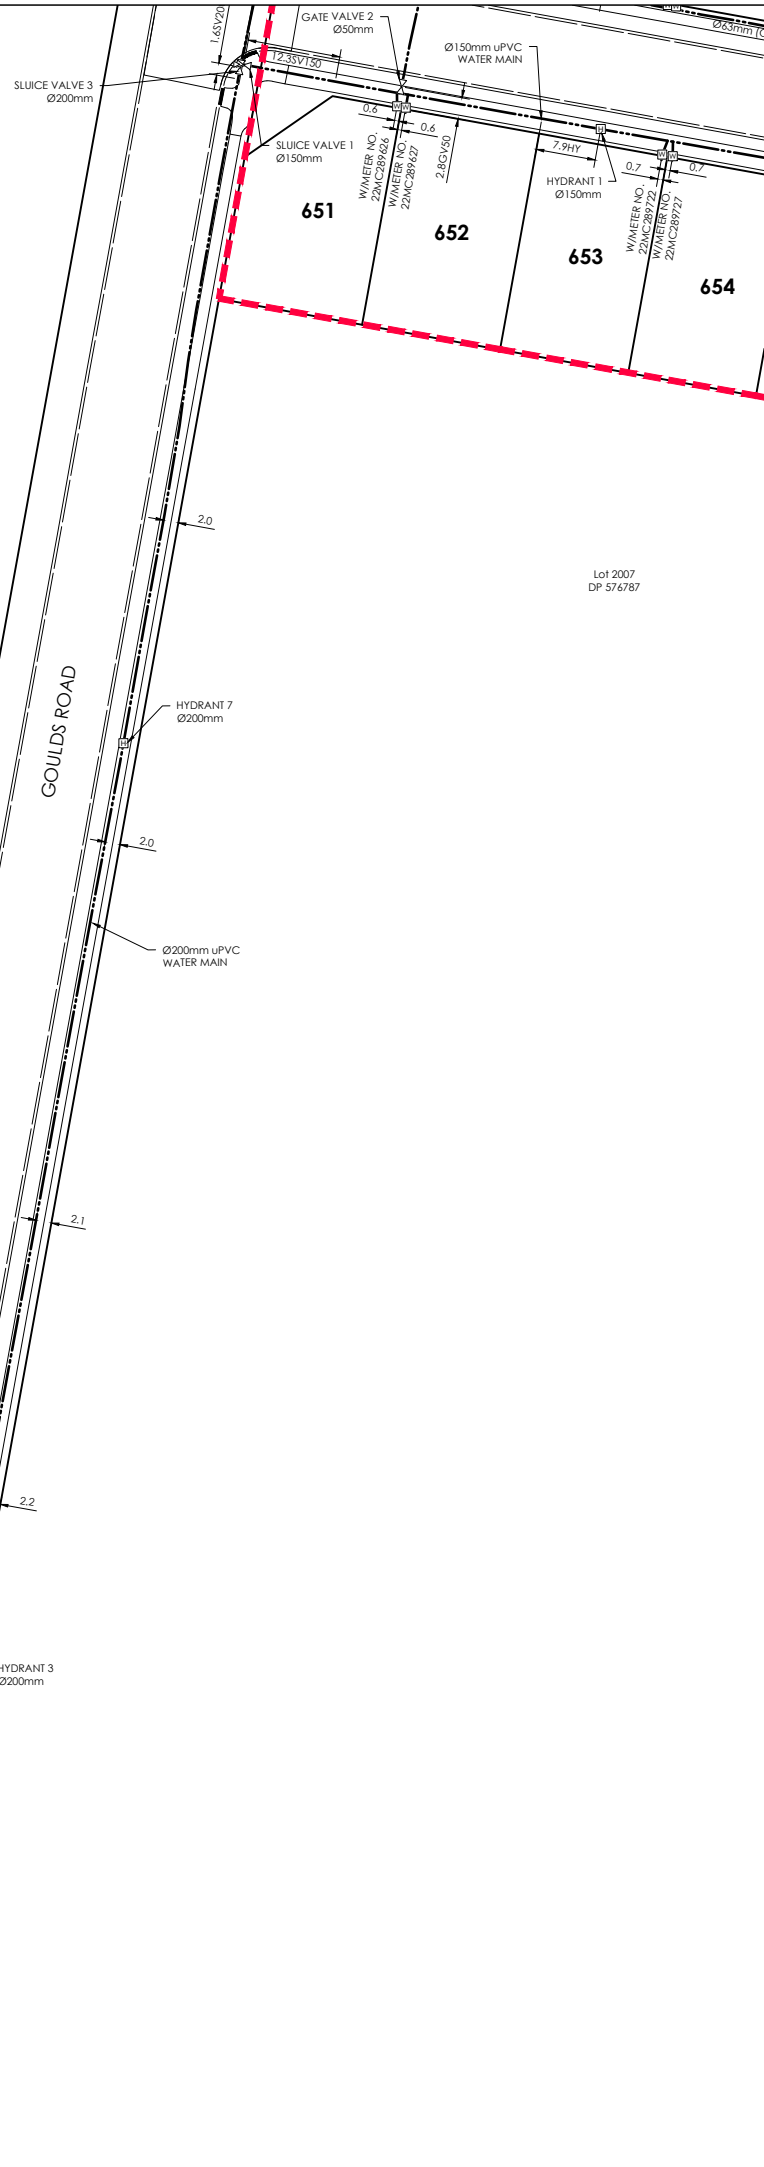 GATE VALVE 2
Ø50mm
1.6SV20
Ø150mm uPVC
WATER MAIN
12.3SV150
SLUICE VALVE 3
Ø200mm
SLUICE VALVE 1
Ø150mm
0.6
0.6
W/METER NO.
22MC289626
W/METER NO.
22MC289627
2.8GV50
W
W
H
7.9HY
HYDRANT 1
Ø150mm
W
W
0.7
0.7
W/METER NO.
22MC289722
W/METER NO.
22MC289727
651
652
653
654
2.0
Lot 2007
DP 576787
GOULDS ROAD
HYDRANT 7
Ø200mm
H
2.0
Ø200mm uPVC
WATER MAIN
2.1
2.2
HYDRANT 3
Ø200mm